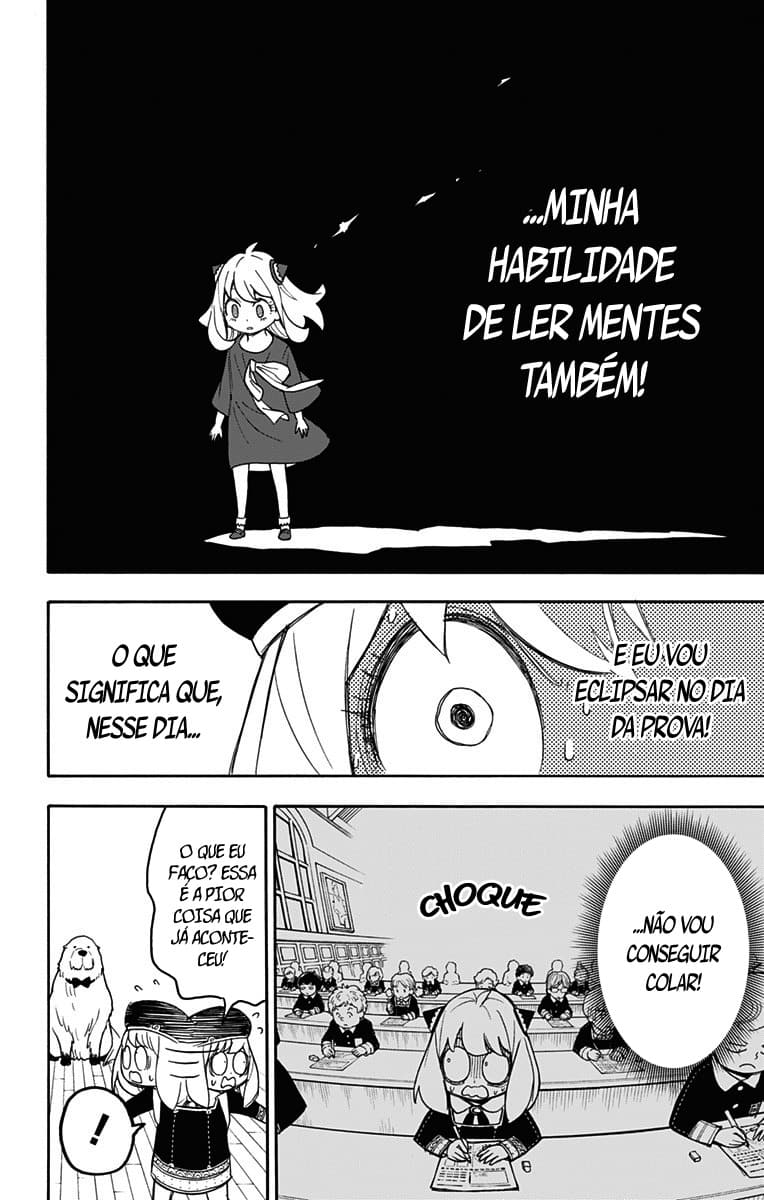 ...MINHA
HABILIDADE
DE LER MENTES
TAMBÉM!
O QUE
SIGNIFICA QUE,
NESSE DIA...
E EU VOU
ECLIPSAR NO DIA
DA PROVA!
O QUE EU
FAÇO? ESSA
É A PIOR
COISA QUE
JÁ ACONTE-
CEU!
!
CHOQUE
...NÃO VOU
CONSEGUIR
COLAR!